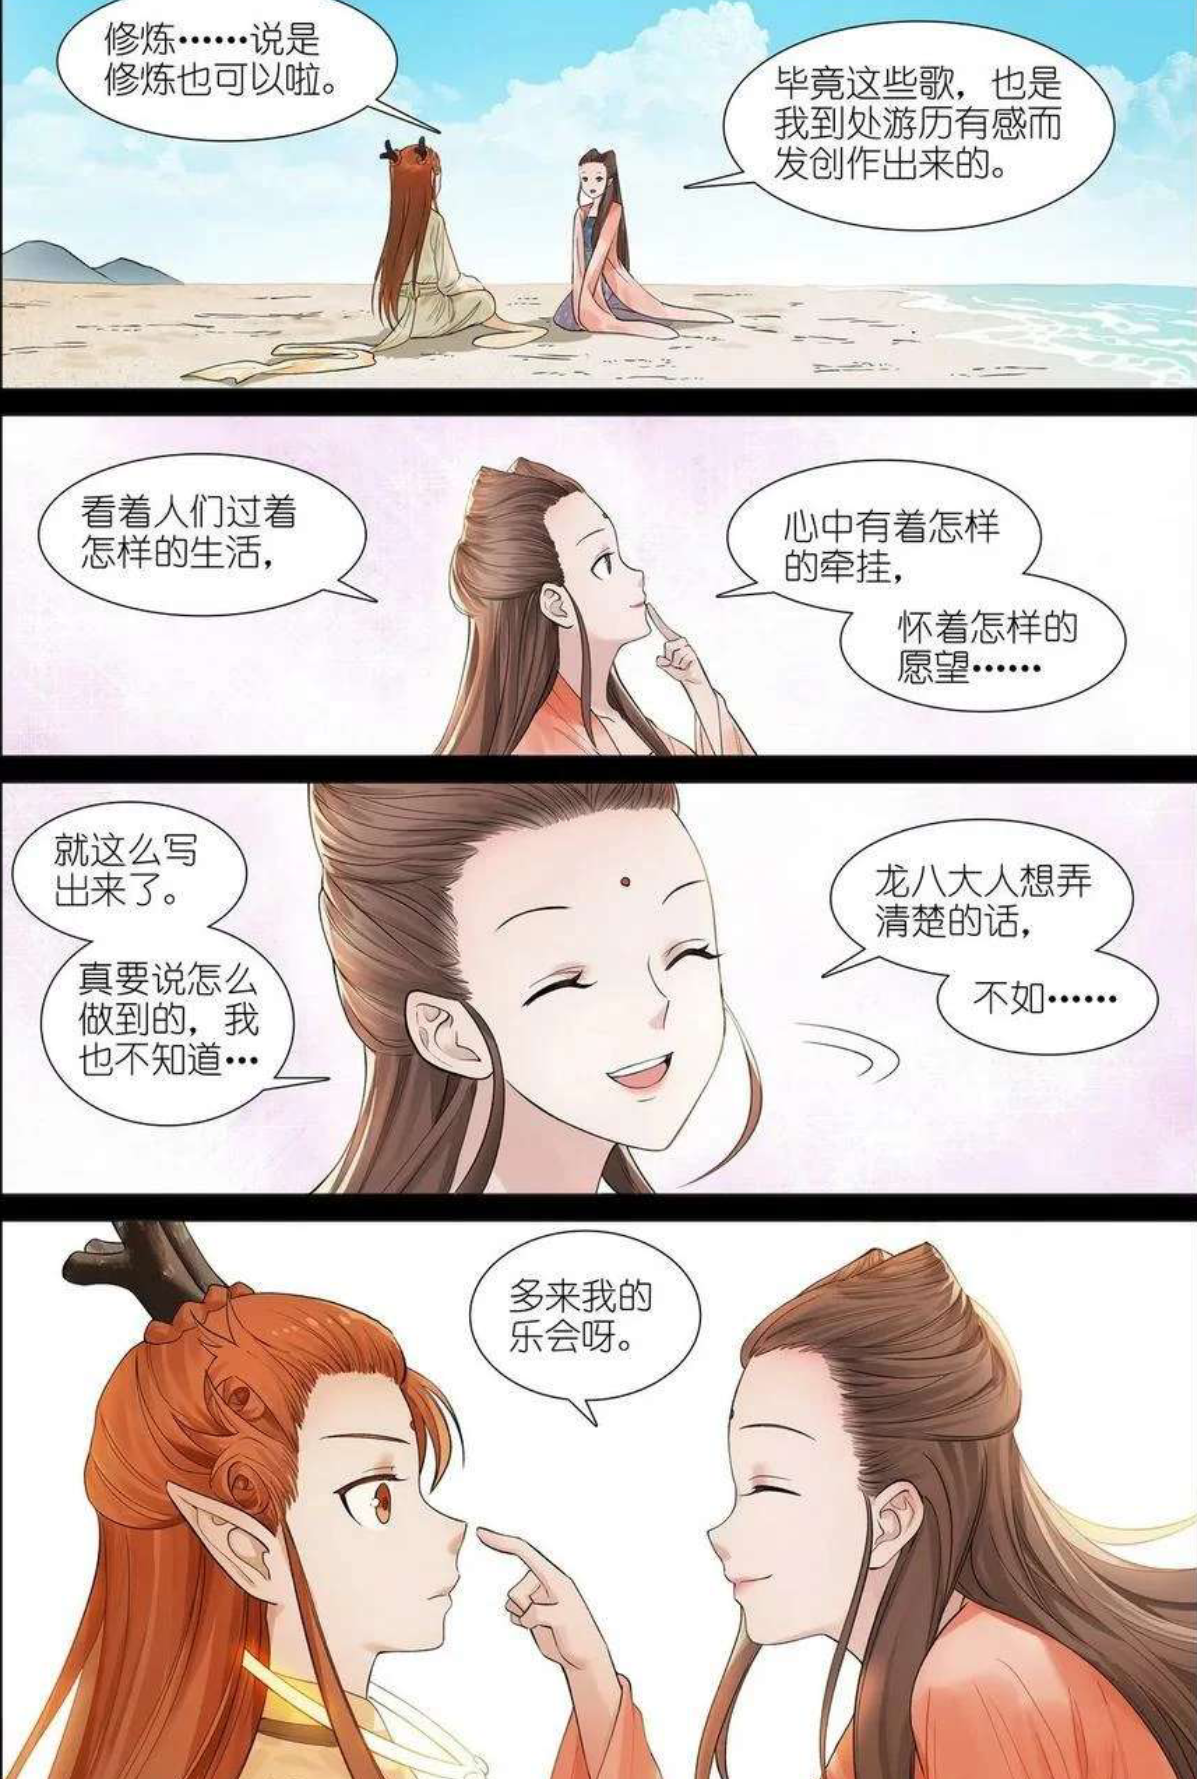 修炼……说是
修炼也可以啦。
毕竟这些歌，也是
我到处游历有感而
发创作出来的。
看着人们过着
怎样的生活，
心中有着怎样
的牵挂，
怀着怎样的
愿望……
就这么写
出来了。
真要说怎么
做到的，我
也不知道…
龙八大人想弄
清楚的话，
不如……
多来我的
乐会呀。